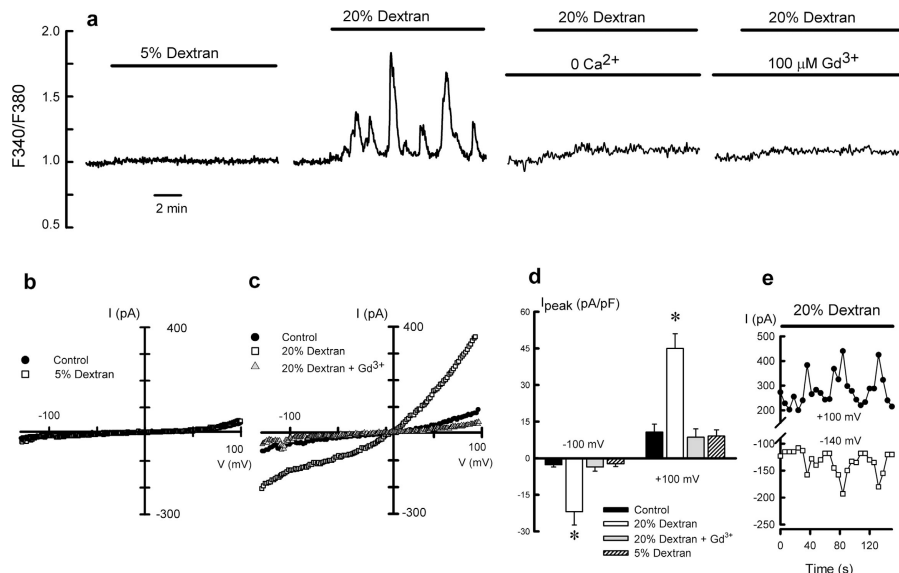 a
2.0
1.5
1.0
0.5
F340/F380
5% Dextran
2 min
20% Dextran
20% Dextran
0 Ca2+
20% Dextran
100 μM Gd3+
b
I (pA)
400
Control
5% Dextran
-100
100
V (mV)
-300
c
I (pA)
400
Control
20% Dextran
20% Dextran + Gd3+
-100
100
V (mV)
-300
d
Ipeak (pA/pF)
60
45
30
15
0
-15
-30
*
-100 mV
*
+100 mV
Control
20% Dextran
20% Dextran + Gd3+
5% Dextran
e
20% Dextran
I (pA)
500
400
300
200
+100 mV
-100
-140 mV
-150
-200
-250
0 40 80 120
Time (s)